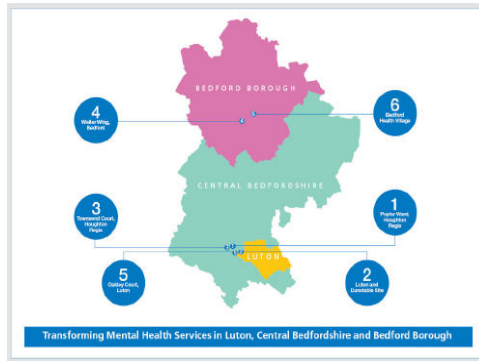 BEDFORD BOROUGH
4
Weller Wing,
Bedford
6
Bedford
Health Village
CENTRAL BEDFORDSHIRE
3
Townsend Court,
Houghton
Regis
1
Poplar Ward,
Houghton
Regis
LUTON
5
Oakley Court,
Luton
2
Luton and
Dunstable Site
Transforming Mental Health Services in Luton, Central Bedfordshire and Bedford Borough